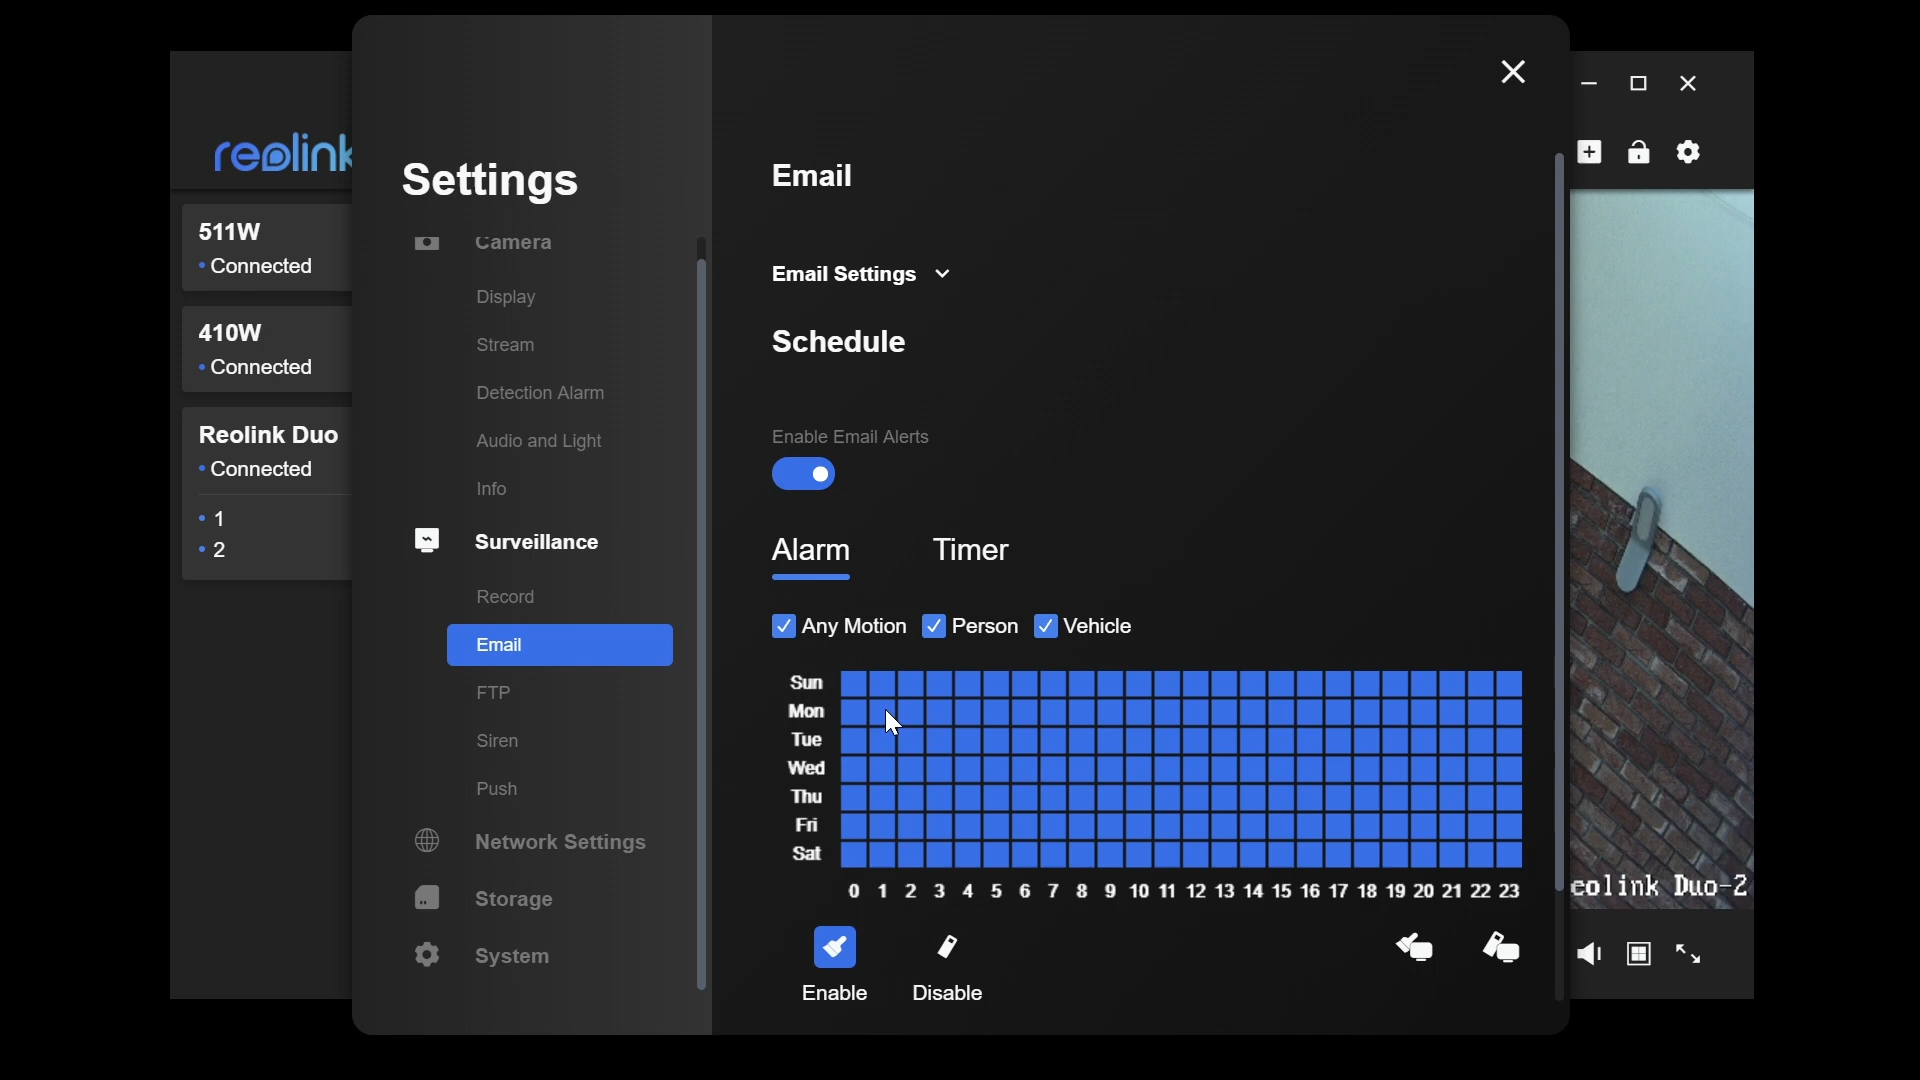 reolink
511W
Connected
410W
Connected
Reolink Duo
Connected
1
2
Settings
Camera
Display
Stream
Detection Alarm
Audio and Light
Info
Surveillance
Record
Email
FTP
Siren
Push
Network Settings
Storage
System
Email
Email Settings
Schedule
Enable Email Alerts
Alarm Timer
Any Motion Person Vehicle
Sun
Mon
Tue
Wed
Thu
Fri
Sat
0 1 2 3 4 5 6 7 8 9 10 11 12 13 14 15 16 17 18 19 20 21 22 23
Enable Disable
eolink Duo-2